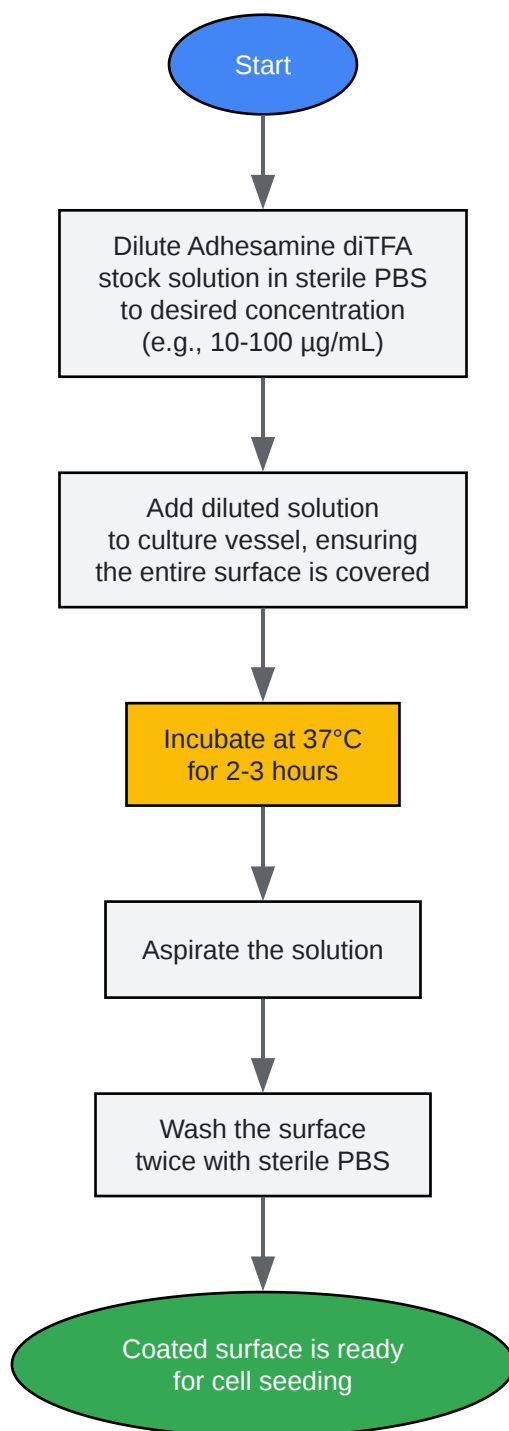 Start
Dilute Adhesamine diTFA
stock solution in sterile PBS
to desired concentration
(e.g., 10-100 µg/mL)
Add diluted solution
to culture vessel, ensuring
the entire surface is covered
Incubate at 37°C
for 2-3 hours
Aspirate the solution
Wash the surface
twice with sterile PBS
Coated surface is ready
for cell seeding